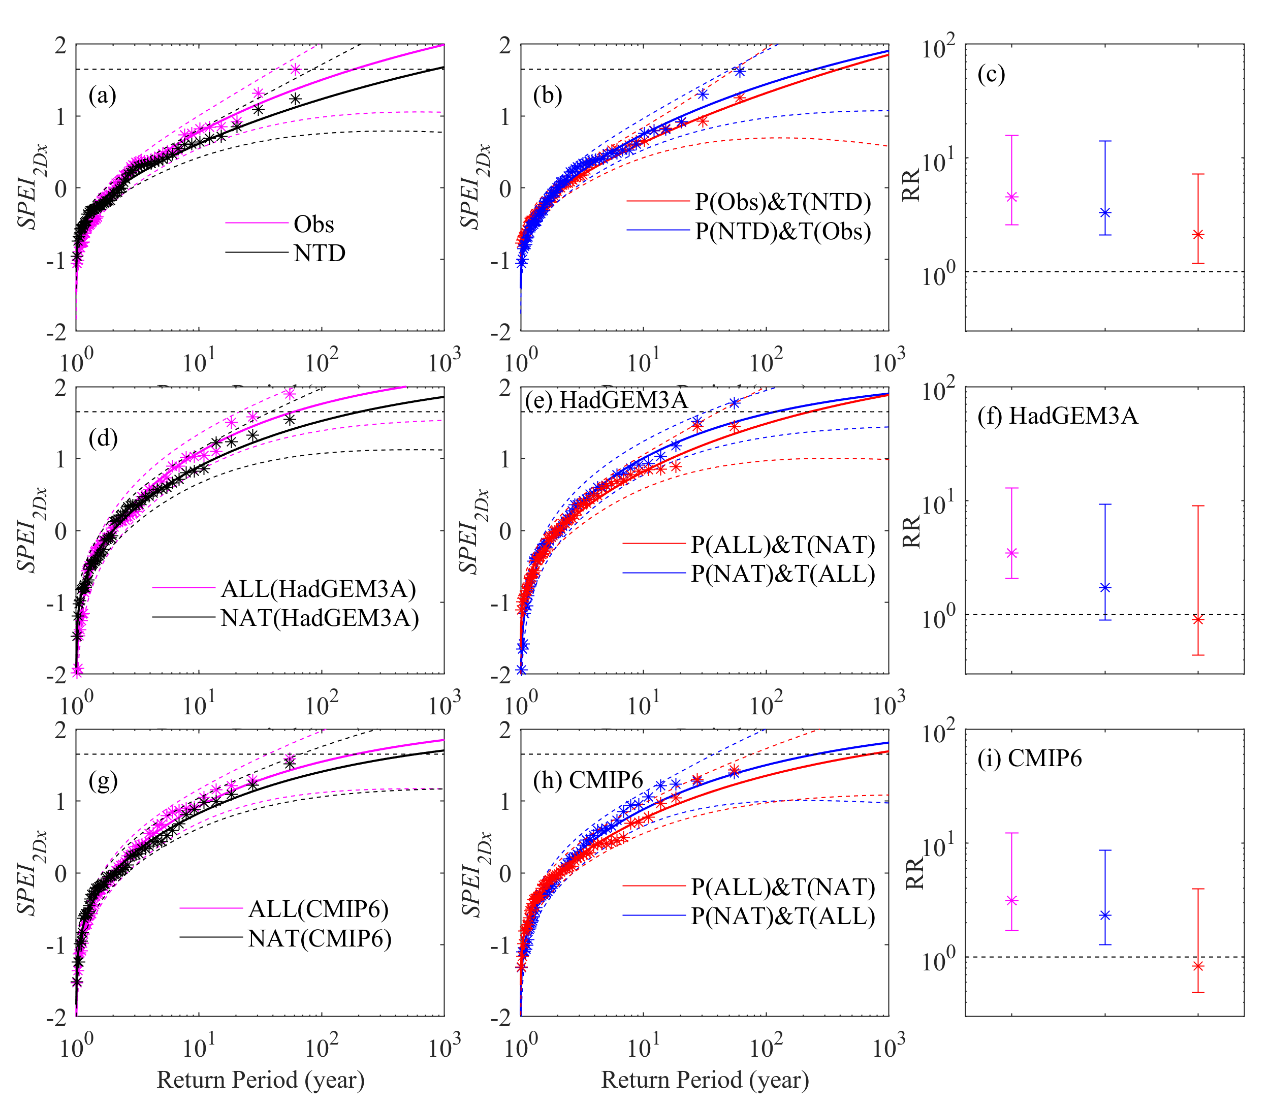 2
1
0
-1
-2
SPEI2Dx
(a)
Obs
NTD
10^0 10^1 10^2 10^3
2
1
0
-1
-2
SPEI2Dx
(b)
P(Obs)&T(NTD)
P(NTD)&T(Obs)
10^0 10^1 10^2 10^3
10^2
10^1
10^0
RR
(c)
2
1
0
-1
-2
SPEI2Dx
(d)
ALL(HadGEM3A)
NAT(HadGEM3A)
10^0 10^1 10^2 10^3
2
1
0
-1
-2
SPEI2Dx
(e) HadGEM3A
P(ALL)&T(NAT)
P(NAT)&T(ALL)
10^0 10^1 10^2 10^3
10^2
10^1
10^0
RR
(f) HadGEM3A
2
1
0
-1
-2
SPEI2Dx
(g)
ALL(CMIP6)
NAT(CMIP6)
10^0 10^1 10^2 10^3
Return Period (year)
2
1
0
-1
-2
SPEI2Dx
(h) CMIP6
P(ALL)&T(NAT)
P(NAT)&T(ALL)
10^0 10^1 10^2 10^3
Return Period (year)
10^2
10^1
10^0
RR
(i) CMIP6